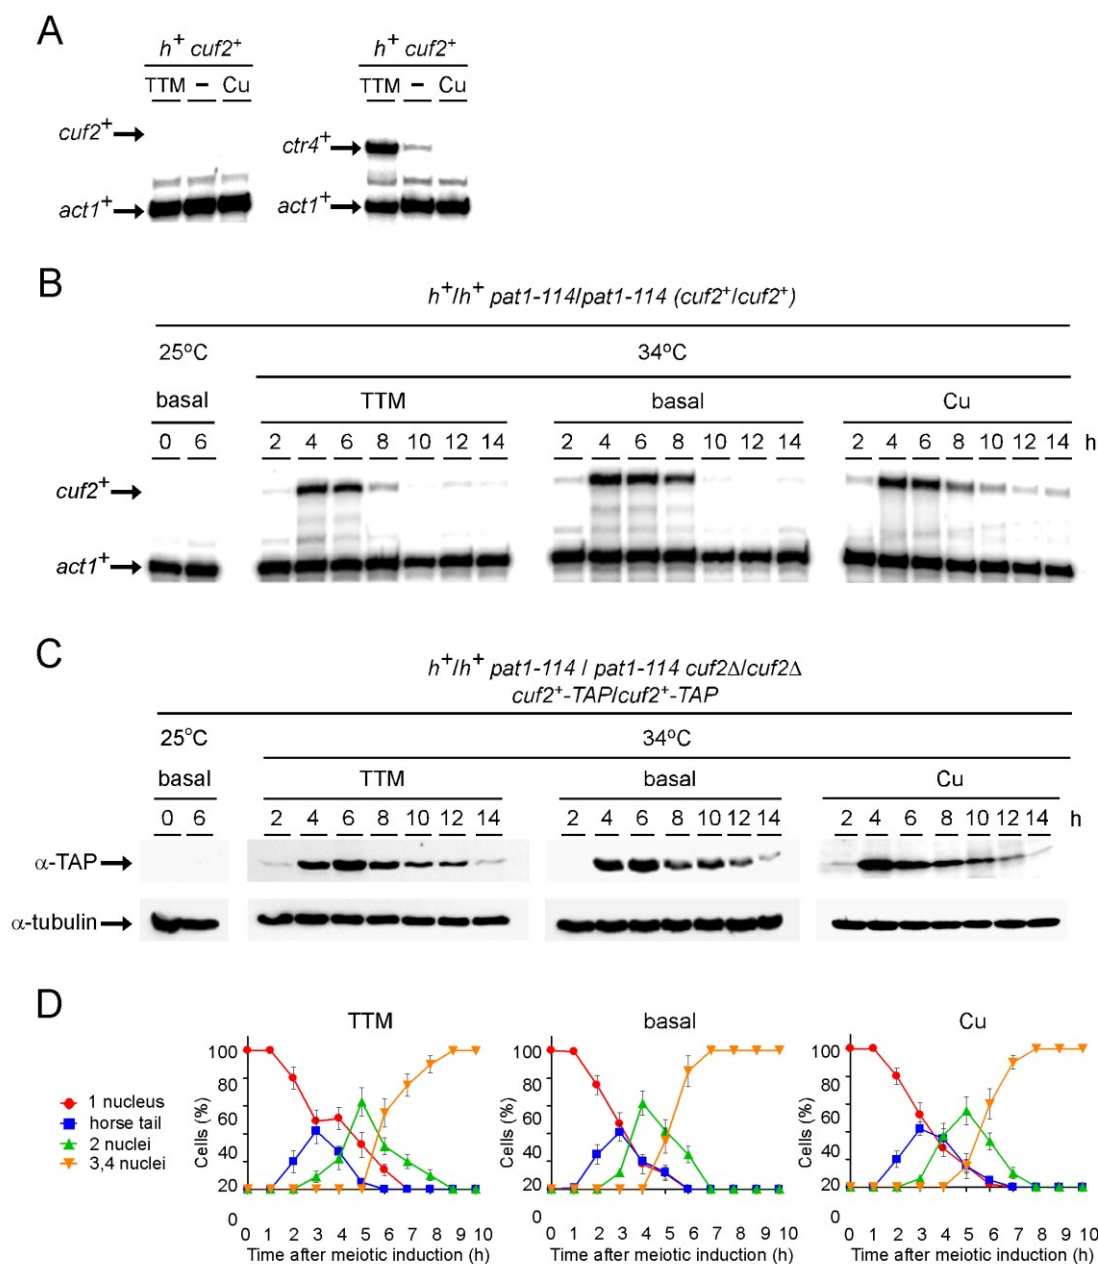 A
h⁺ cuf2⁺
TTM – Cu
cuf2⁺
act1⁺
h⁺ cuf2⁺
TTM – Cu
ctr4⁺
act1⁺
B
h⁺/h⁺ pat1-114/pat1-114 (cuf2⁺/cuf2⁺)
25°C 34°C
basal TTM basal Cu
0 6 2 4 6 8 10 12 14 2 4 6 8 10 12 14 2 4 6 8 10 12 14 h
cuf2⁺
act1⁺
C
h⁺/h⁺ pat1-114 / pat1-114 cuf2Δ/cuf2Δ
cuf2⁺-TAP/cuf2⁺-TAP
25°C 34°C
basal TTM basal Cu
0 6 2 4 6 8 10 12 14 2 4 6 8 10 12 14 2 4 6 8 10 12 14 h
α-TAP
α-tubulin
D
1 nucleus
horse tail
2 nuclei
3,4 nuclei
TTM
Cells (%)
100
80
60
40
20
0
0 1 2 3 4 5 6 7 8 9 10
Time after meiotic induction (h)
basal
Cells (%)
100
80
60
40
20
0
0 1 2 3 4 5 6 7 8 9 10
Time after meiotic induction (h)
Cu
Cells (%)
100
80
60
40
20
0
0 1 2 3 4 5 6 7 8 9 10
Time after meiotic induction (h)